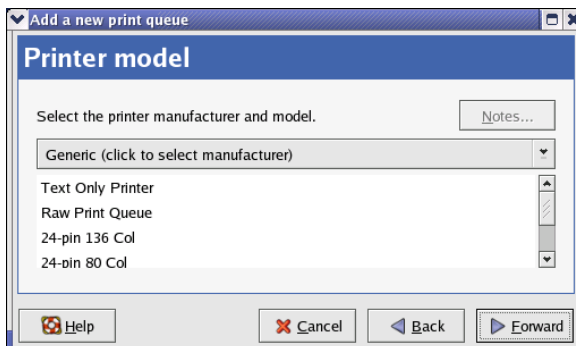 Add a new print queue
Printer model
Select the printer manufacturer and model.
Notes...
Generic (click to select manufacturer)
Text Only Printer
Raw Print Queue
24-pin 136 Col
24-pin 80 Col
Help
Cancel
Back
Forward